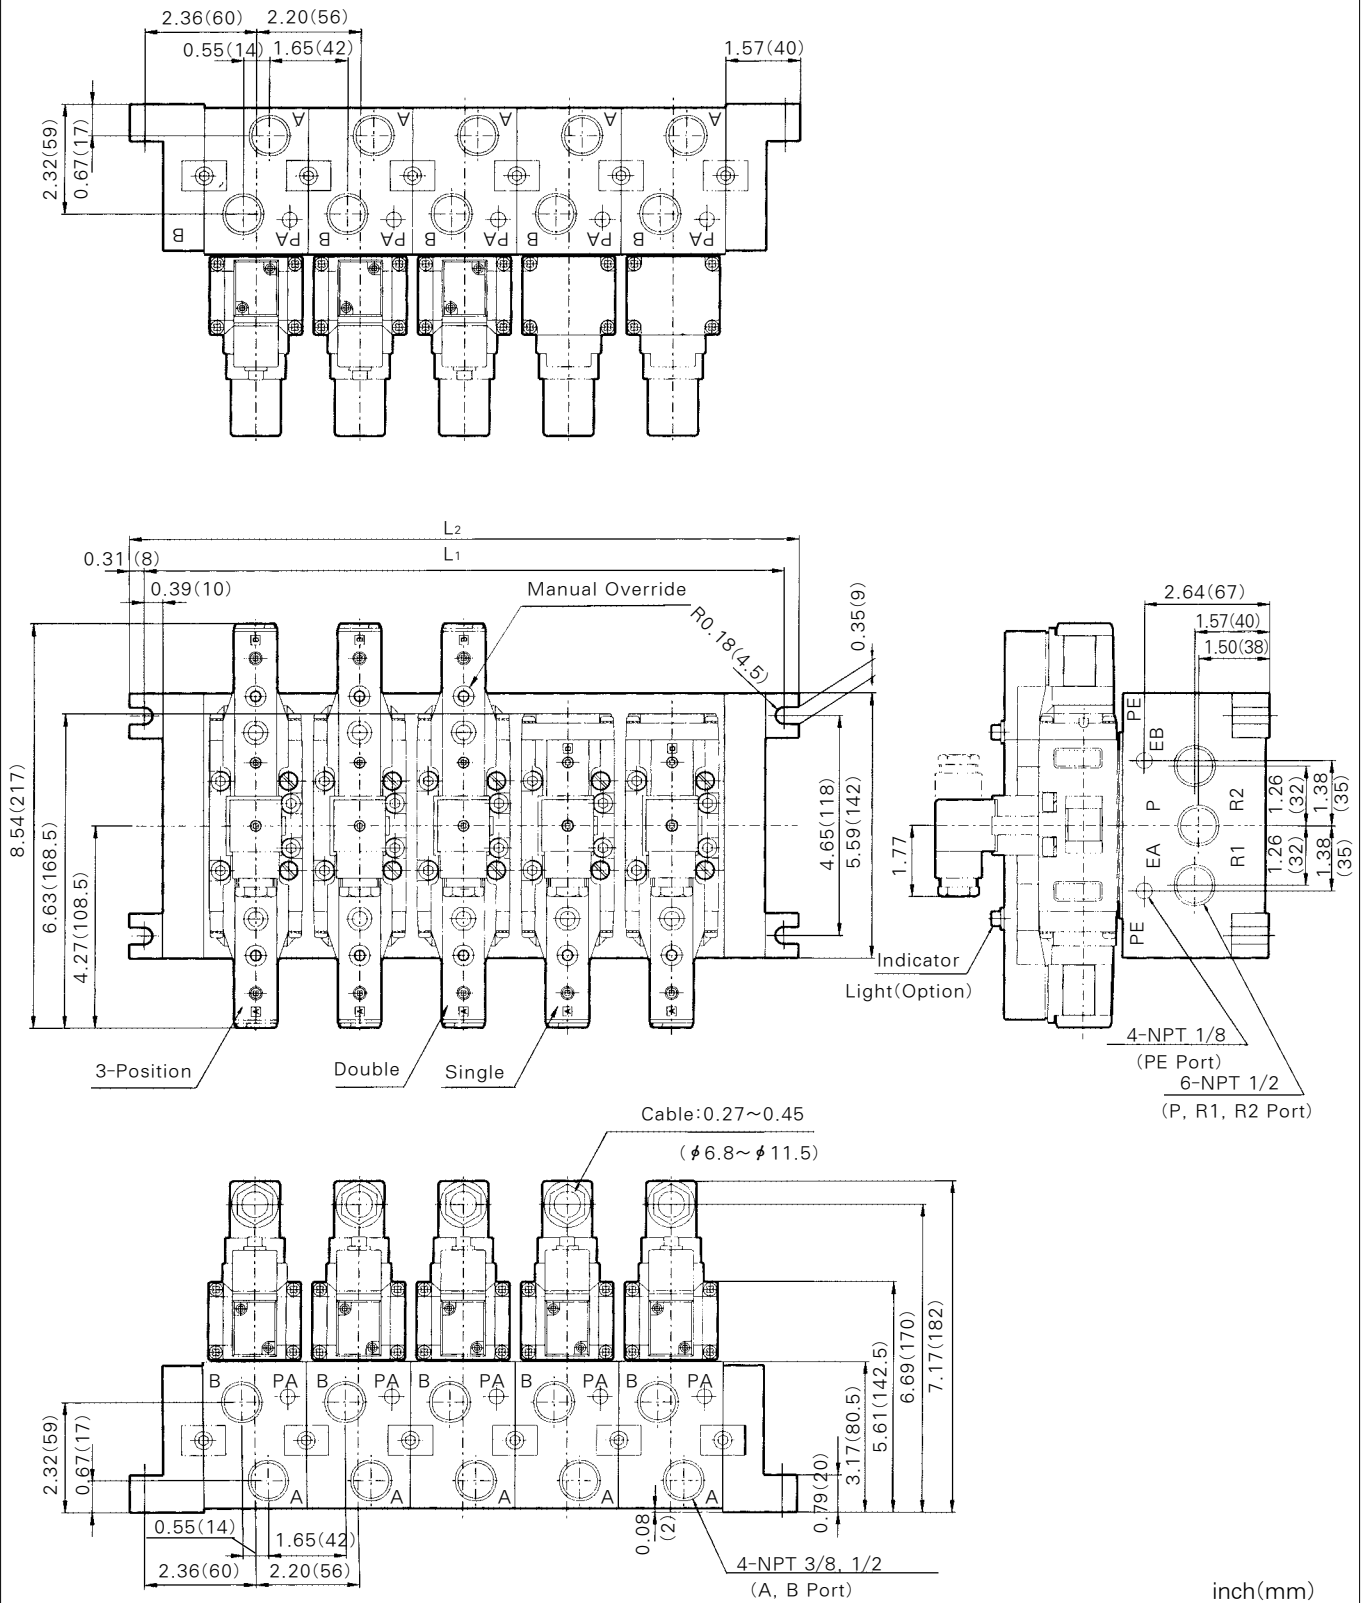 2.36(60)
2.20(56)
0.55(14)
1.65(42)
1.57(40)
2.32(59)
0.67(17)
A
A
A
A
A
B
PA
B
PA
B
PA
B
PA
B
PA
L2
L1
0.31 (8)
0.39(10)
Manual Override
R0.18(4.5)
0.35(9)
8.54(217)
6.63(168.5)
4.27(108.5)
4.65(118)
5.59(142)
3-Position
Double
Single
2.64(67)
1.57(40)
1.50(38)
PE
EB
P
R2
EA
R1
PE
1.77
1.26
(32)
1.38
(35)
1.26
(32)
1.38
(35)
Indicator
Light(Option)
4-NPT 1/8
(PE Port)
6-NPT 1/2
(P, R1, R2 Port)
Cable:0.27~0.45
(ϕ6.8~ϕ11.5)
B
PA
B
PA
B
PA
B
PA
B
PA
A
A
A
A
A
2.32(59)
0.67(17)
0.55(14)
1.65(42)
2.36(60)
2.20(56)
0.08
(2)
0.79(20)
3.17(80.5)
5.61(142.5)
6.69(170)
7.17(182)
4-NPT 3/8, 1/2
(A, B Port)
inch(mm)